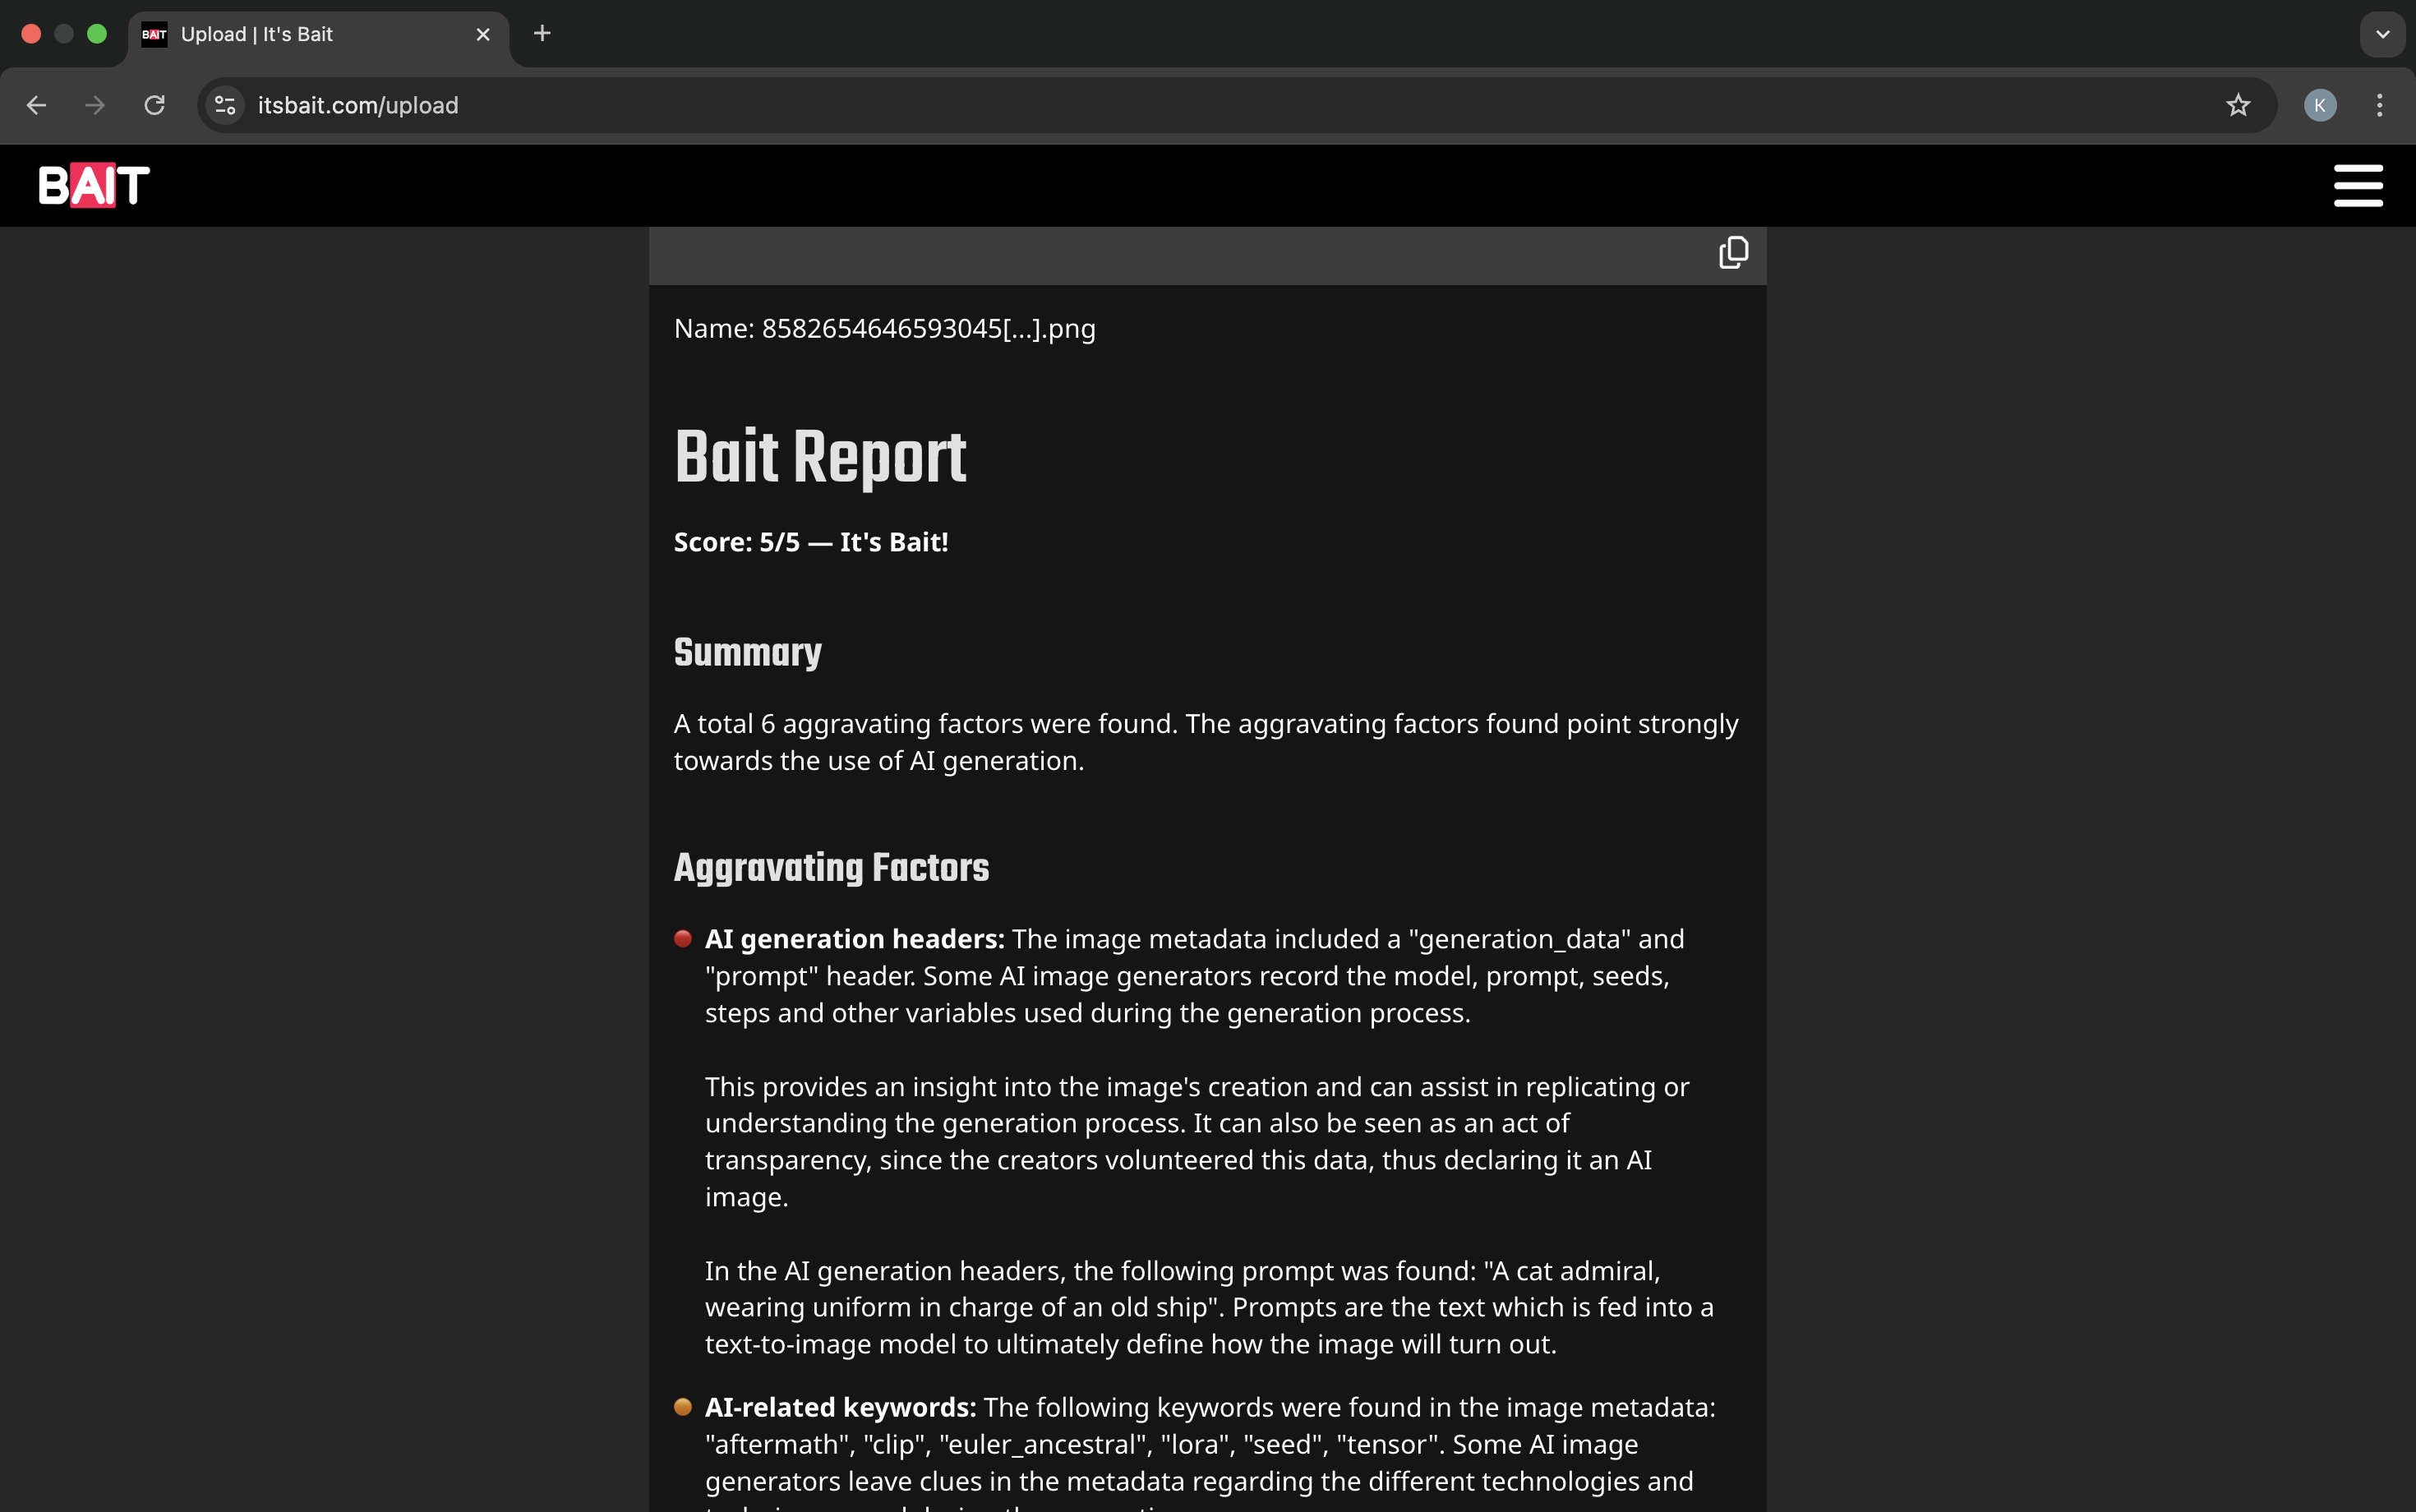 BAIT Upload | It's Bait
itsbait.com/upload
K
BAIT
Name: 8582654646593045[...].png
Bait Report
Score: 5/5 — It's Bait!
Summary
A total 6 aggravating factors were found. The aggravating factors found point strongly
towards the use of AI generation.
Aggravating Factors
AI generation headers: The image metadata included a "generation_data" and
"prompt" header. Some AI image generators record the model, prompt, seeds,
steps and other variables used during the generation process.
This provides an insight into the image's creation and can assist in replicating or
understanding the generation process. It can also be seen as an act of
transparency, since the creators volunteered this data, thus declaring it an AI
image.
In the AI generation headers, the following prompt was found: "A cat admiral,
wearing uniform in charge of an old ship". Prompts are the text which is fed into a
text-to-image model to ultimately define how the image will turn out.
AI-related keywords: The following keywords were found in the image metadata:
"aftermath", "clip", "euler_ancestral", "lora", "seed", "tensor". Some AI image
generators leave clues in the metadata regarding the different technologies and